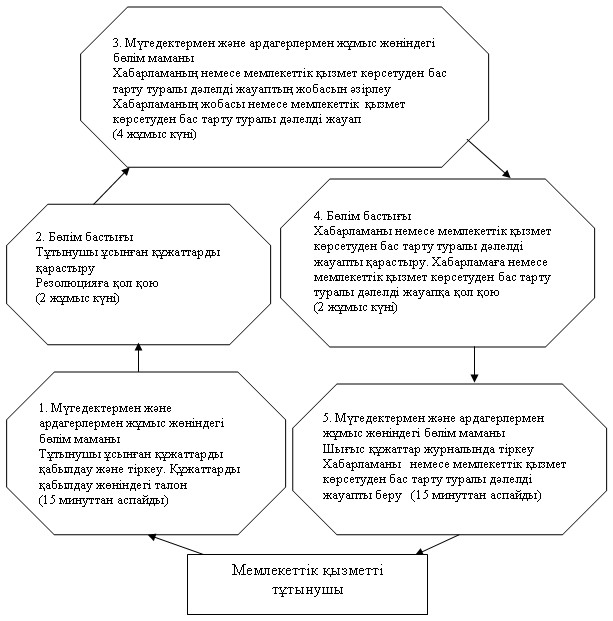 3. Мүгедектермен және ардагерлермен жұмыс жөніндегі
бөлім маманы
Хабарламаның немесе мемлекеттік қызмет көрсетуден бас
тарту туралы дәлелді жауаптың жобасын әзірлеу
Хабарламаның жобасы немесе мемлекеттік қызмет
көрсетуден бас тарту туралы дәлелді жауап
(4 жұмыс күні)
2. Бөлім бастығы
Тұтынушы ұсынған құжаттарды
қарастыру
Резолюцияға қол қою
(2 жұмыс күні)
4. Бөлім бастығы
Хабарламаны немесе мемлекеттік қызмет
көрсетуден бас тарту туралы дәлелді
жауапты қарастыру. Хабарламаға немесе
мемлекеттік қызмет көрсетуден бас тарту
туралы дәлелді жауапқа қол қою
(2 жұмыс күні)
1. Мүгедектермен және
ардагерлермен жұмыс жөніндегі
бөлім маманы
Тұтынушы ұсынған құжаттарды
қабылдау және тіркеу. Құжаттарды
қабылдау жөніндегі талон
(15 минуттан аспайды)
5. Мүгедектермен және ардагерлермен
жұмыс жөніндегі бөлім маманы
Шығыс құжаттар журналында тіркеу
Хабарламаны немесе мемлекеттік қызмет
көрсетуден бас тарту туралы дәлелді
жауапты беру (15 минуттан аспайды)
Мемлекеттік қызметті
тұтынушы